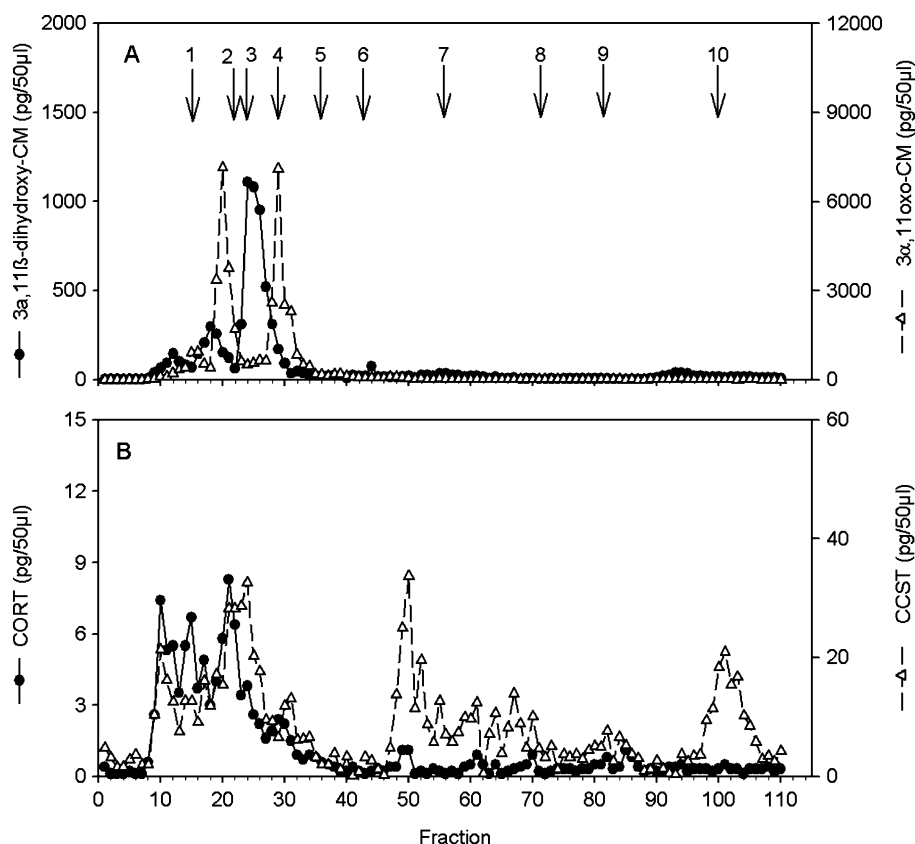 A
1 2 3 4 5 6 7 8 9 10
2000
1500
1000
500
0
3a,11ß-dihydroxy-CM (pg/50µl)
12000
9000
6000
3000
0
3α,11oxo-CM (pg/50µl)
B
15
12
9
6
3
0
CORT (pg/50µl)
60
40
20
0
CCST (pg/50µl)
0 10 20 30 40 50 60 70 80 90 100 110
Fraction